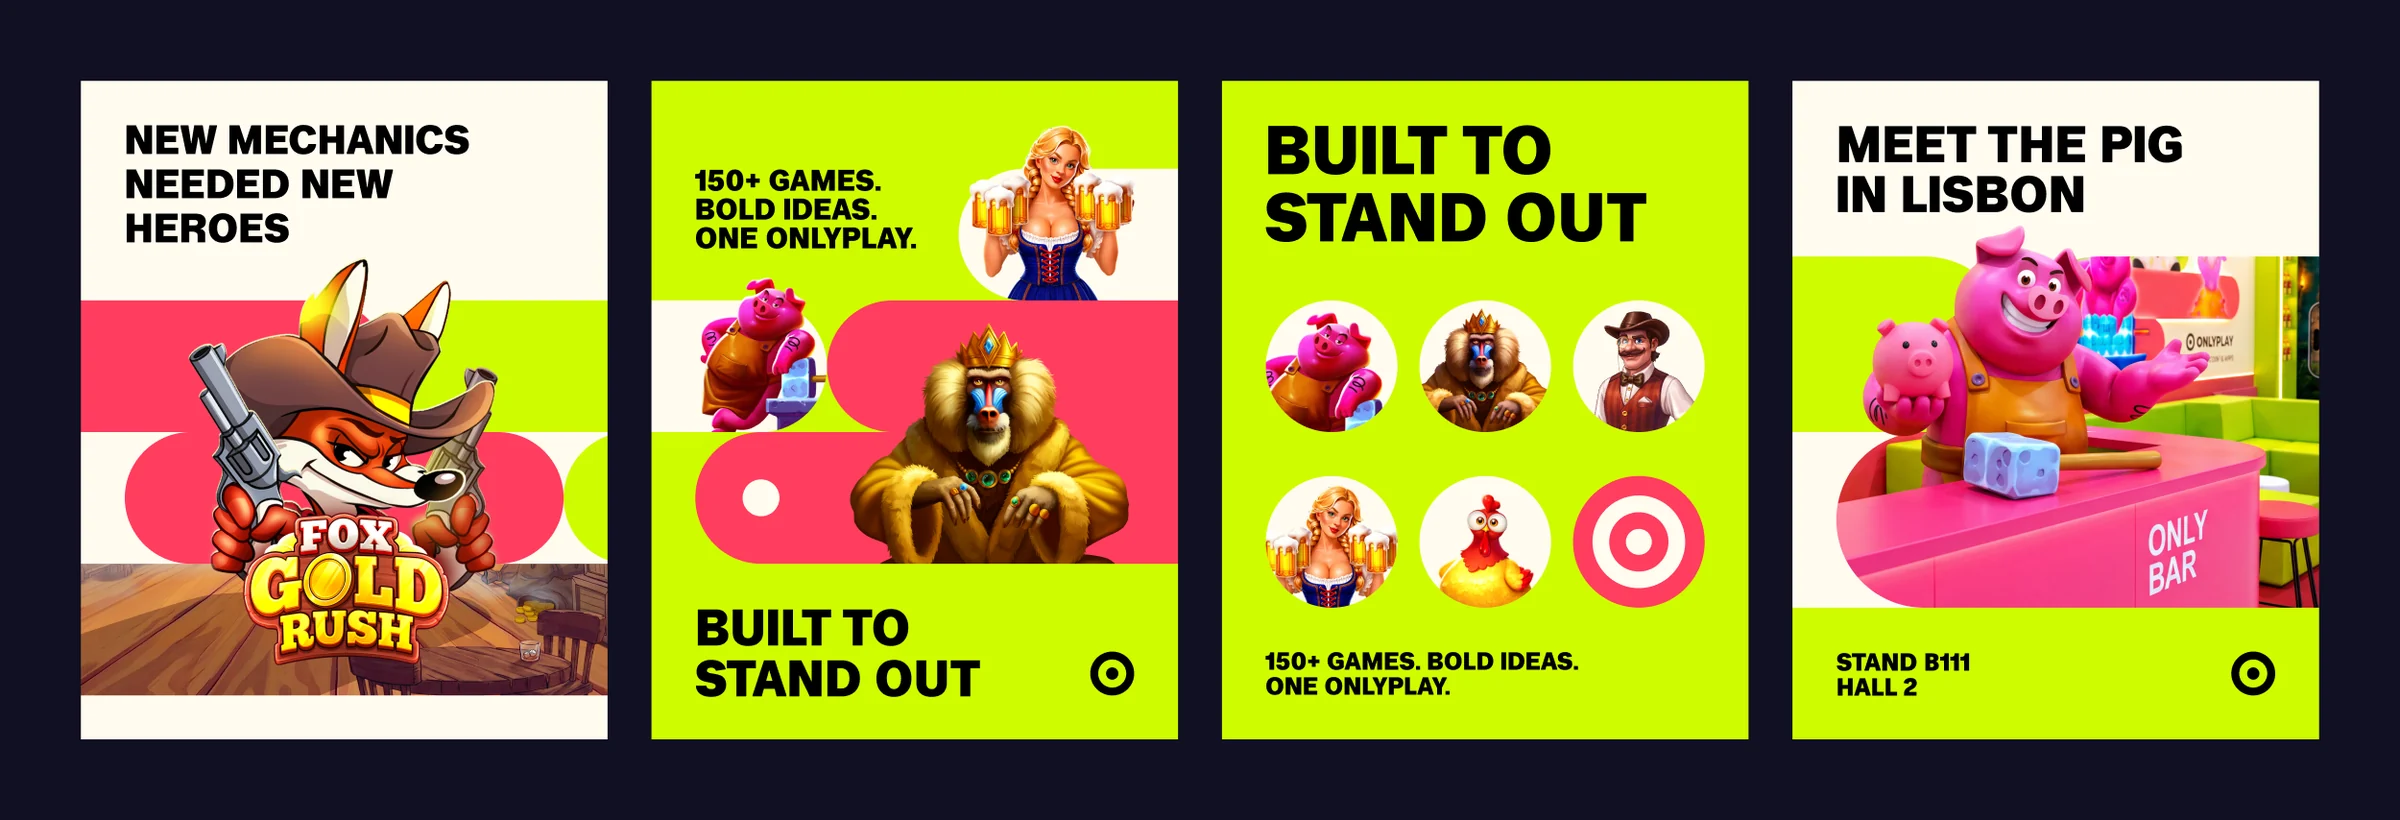 NEW MECHANICS
NEEDED NEW
HEROES
FOX
GOLD
RUSH
150+ GAMES.
BOLD IDEAS.
ONE ONLYPLAY.
BUILT TO
STAND OUT
BUILT TO
STAND OUT
150+ GAMES. BOLD IDEAS.
ONE ONLYPLAY.
MEET THE PIG
IN LISBON
ONLYPLAY
ONLY
BAR
STAND B111
HALL 2